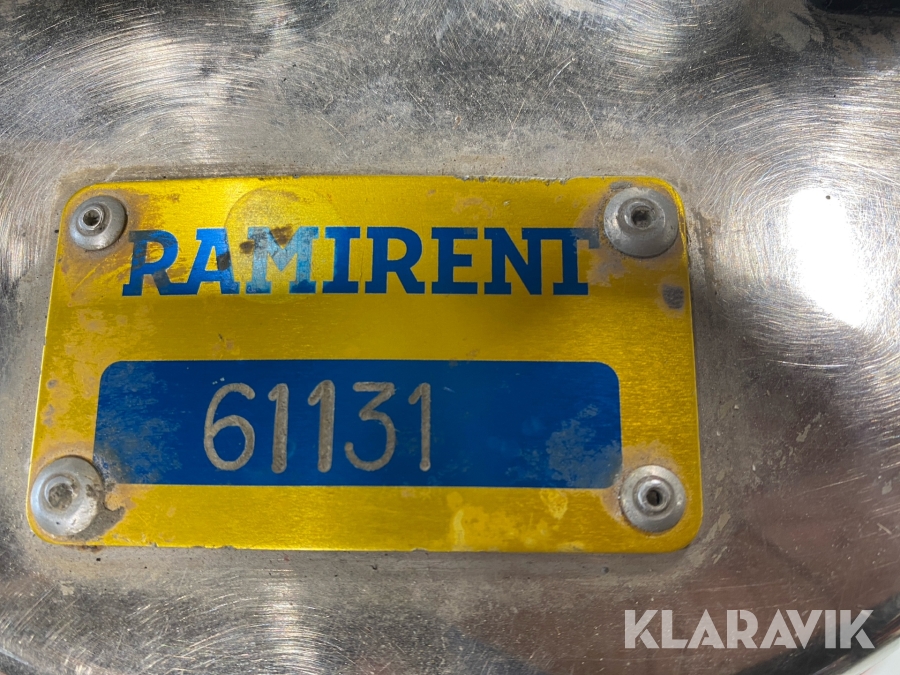 RAMIRENT
61131
KLARAVIK